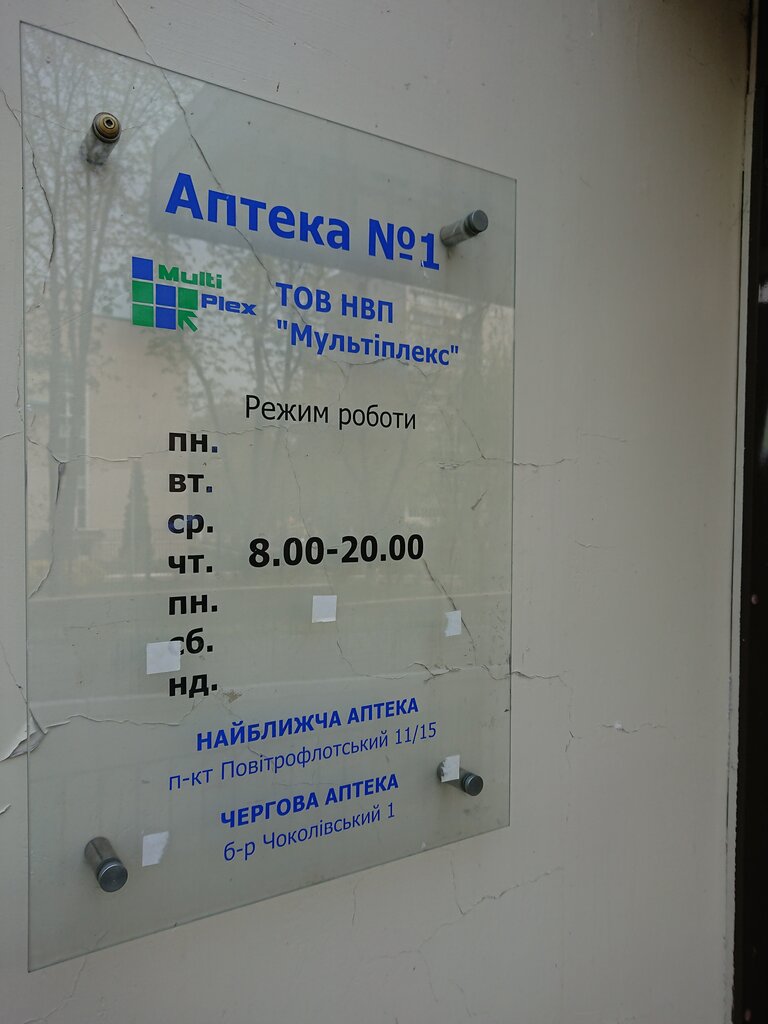 Аптека №1
Multi
Plex
ТОВ НВП
"Мультіплекс"
Режим роботи
пн.
вт.
ср.
чт.
8.00-20.00
пн.
сб.
нд.
НАЙБЛИЖЧА АПТЕКА
п-кт Повітрофлотський 11/15
ЧЕРГОВА АПТЕКА
б-р Чоколівський 1